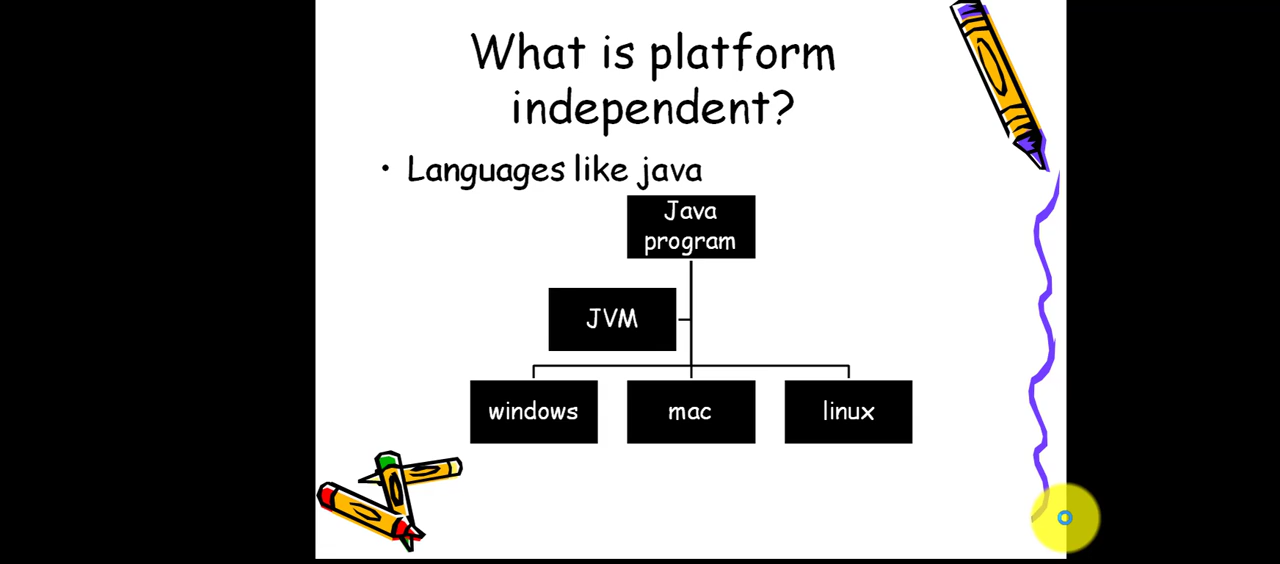 What is platform
independent?
• Languages like java
Java
program
JVM
windows
mac
linux